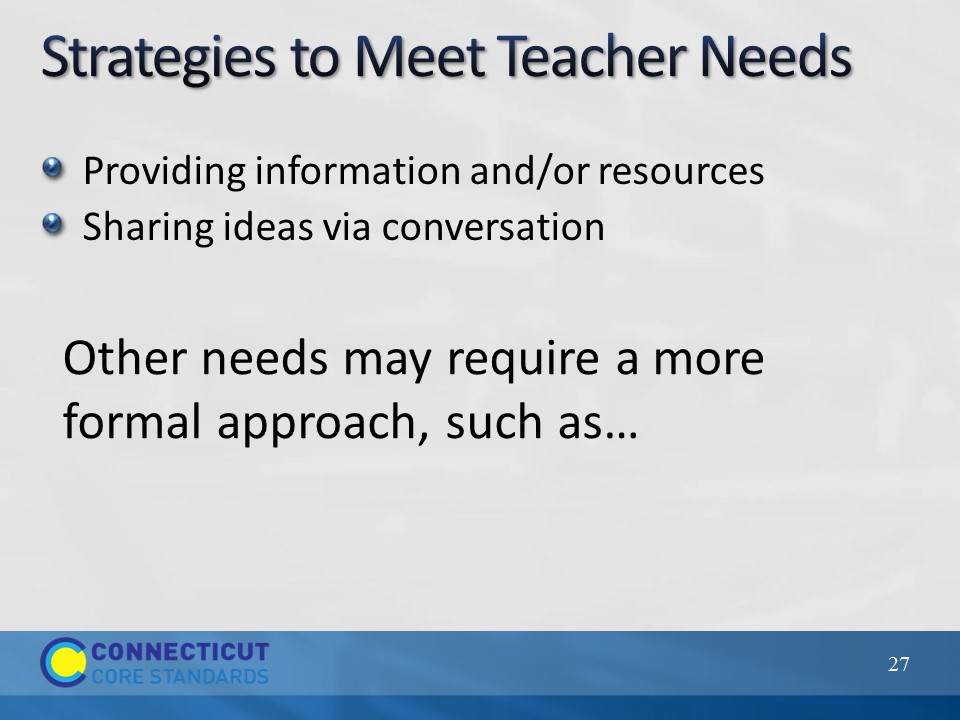 Strategies to Meet Teacher Needs
Providing information and/or resources
Sharing ideas via conversation
Other needs may require a more
formal approach, such as…
CONNECTICUT
CORE STANDARDS
27